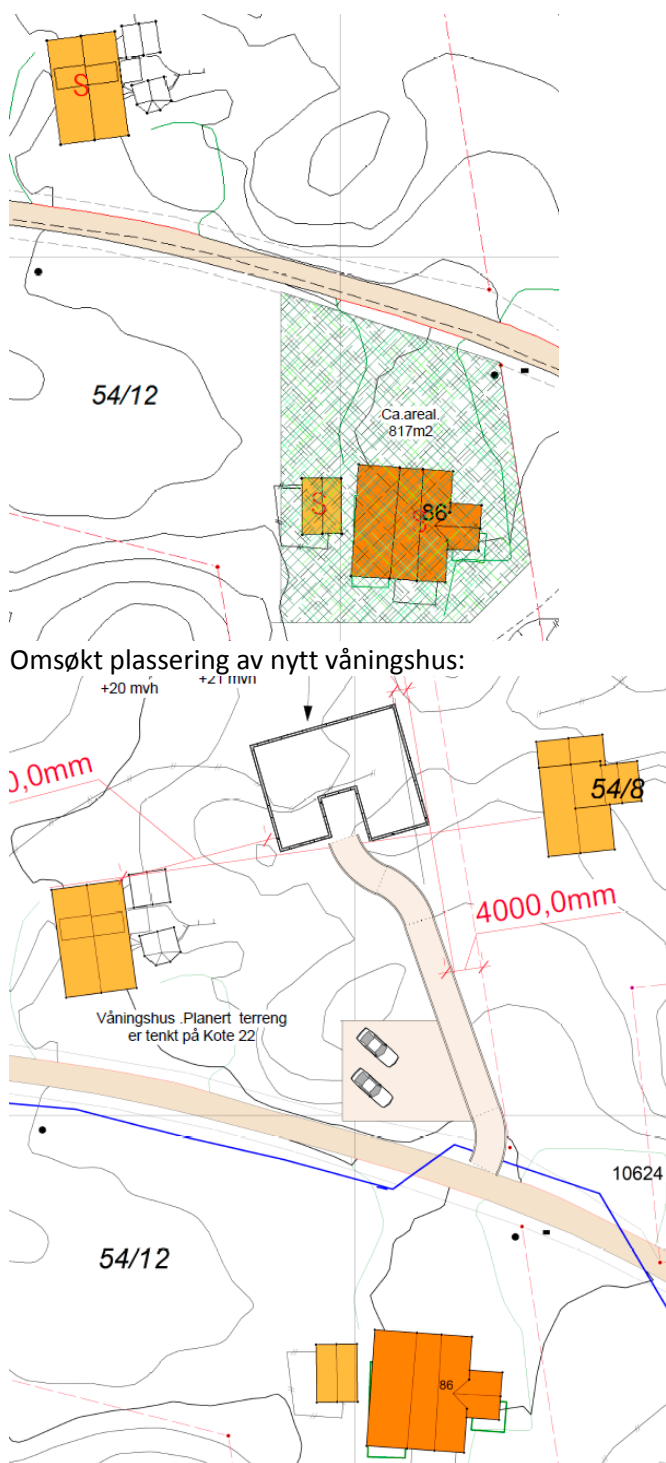 S
54/12
Ca.areal.
817m2
S
86
S
Omsøkt plassering av nytt våningshus:
+20 mvh
+21 mvh
0,0mm
54/8
4000,0mm
Våningshus .Planert terreng
er tenkt på Kote 22
10624
54/12
86